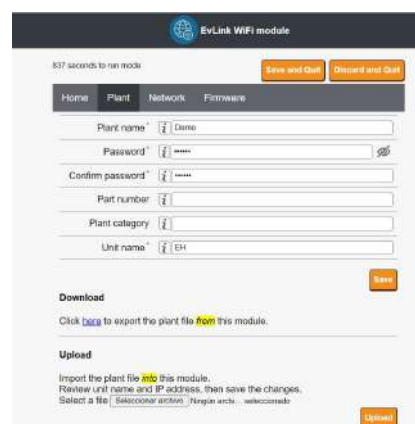 EvLink WiFi module
837 seconds to run mode
Save and Quit Discard and Quit
Home Plant Network Firmware
Plant name* i Demo
Password* i ••••••
Confirm password* i ••••••
Part number i
Plant category i
Unit name* i EH
Save
Download
Click here to export the plant file from this module.
Upload
Import the plant file into this module.
Review unit name and IP address, then save the changes.
Select a file Seleccionar archivo Ningún archi... seleccionado
Upload